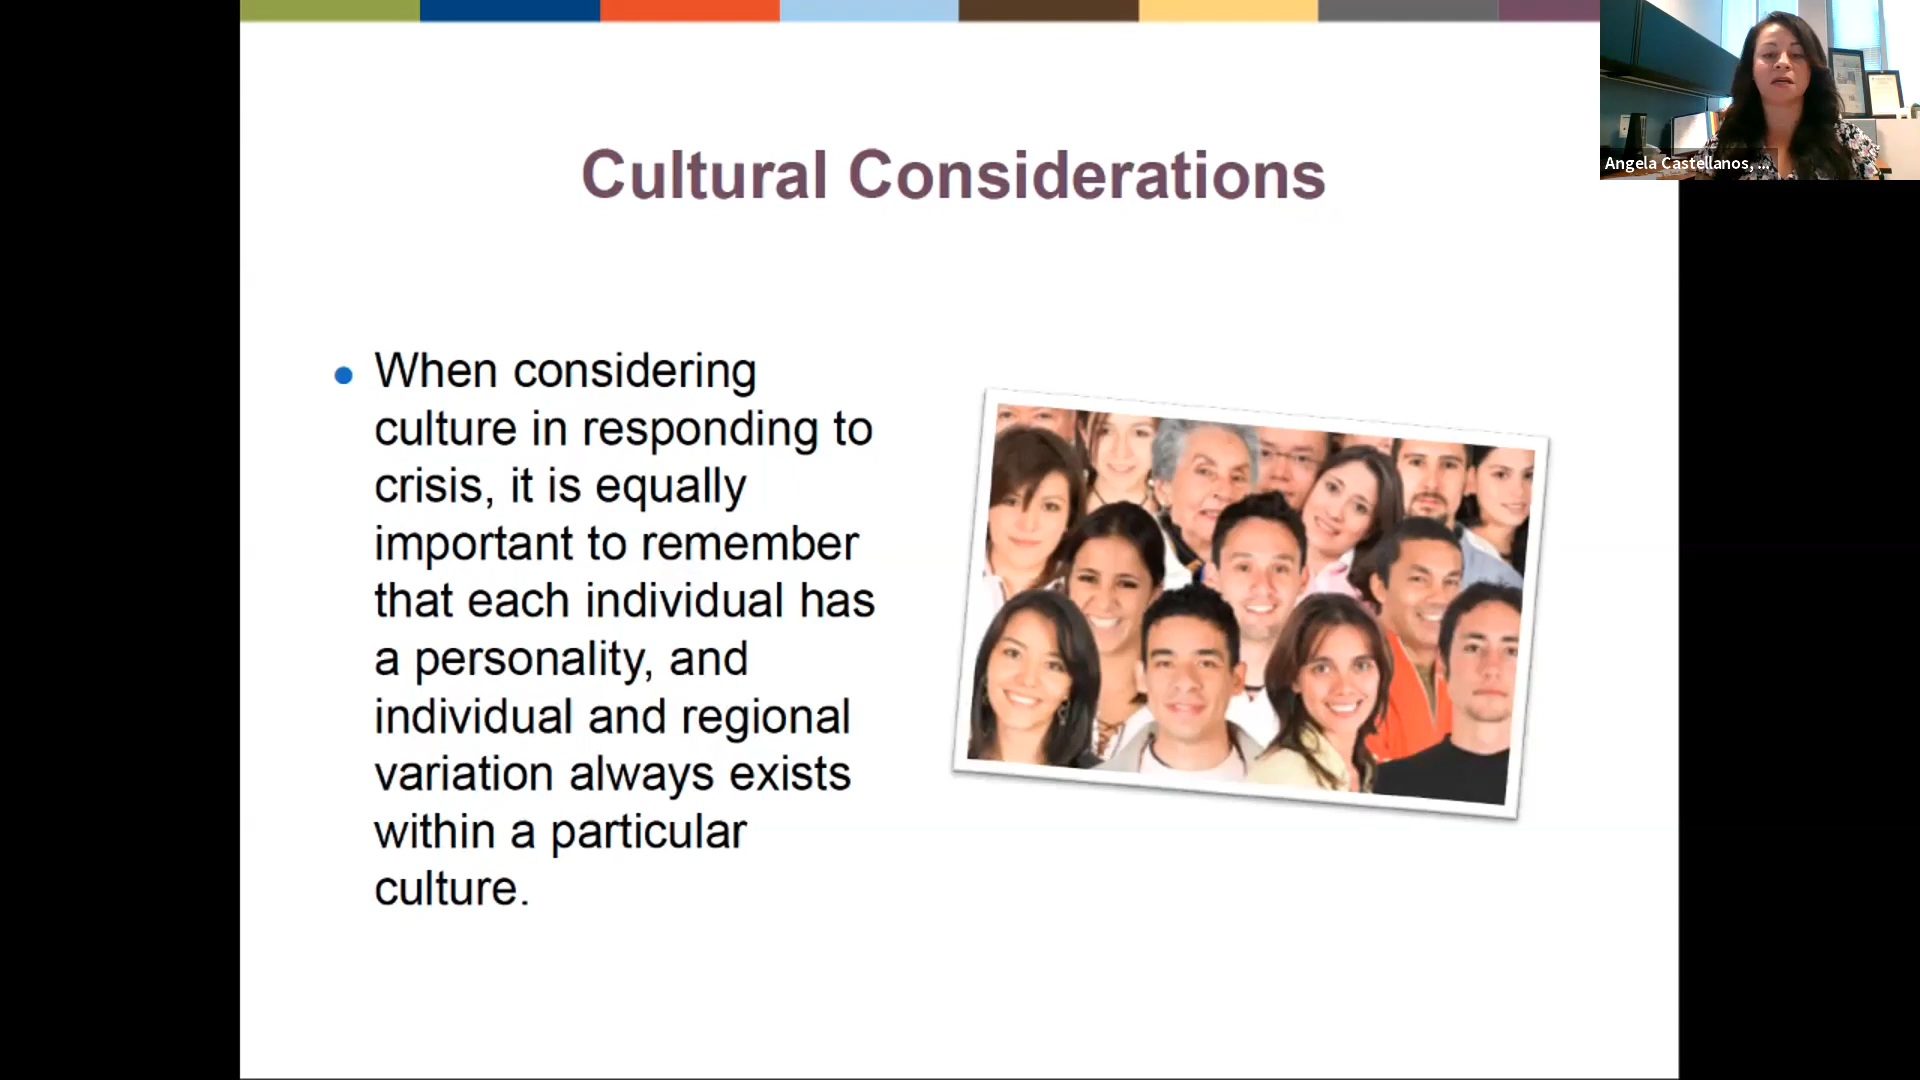 Cultural Considerations
Angela Castellanos, ...
• When considering
culture in responding to
crisis, it is equally
important to remember
that each individual has
a personality, and
individual and regional
variation always exists
within a particular
culture.